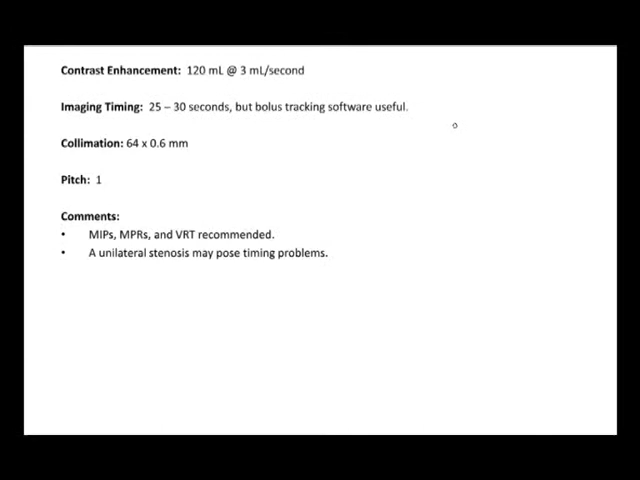 Contrast Enhancement: 120 mL @ 3 mL/second
Imaging Timing: 25 – 30 seconds, but bolus tracking software useful.
Collimation: 64 x 0.6 mm
Pitch: 1
Comments:
• MIPs, MPRs, and VRT recommended.
• A unilateral stenosis may pose timing problems.